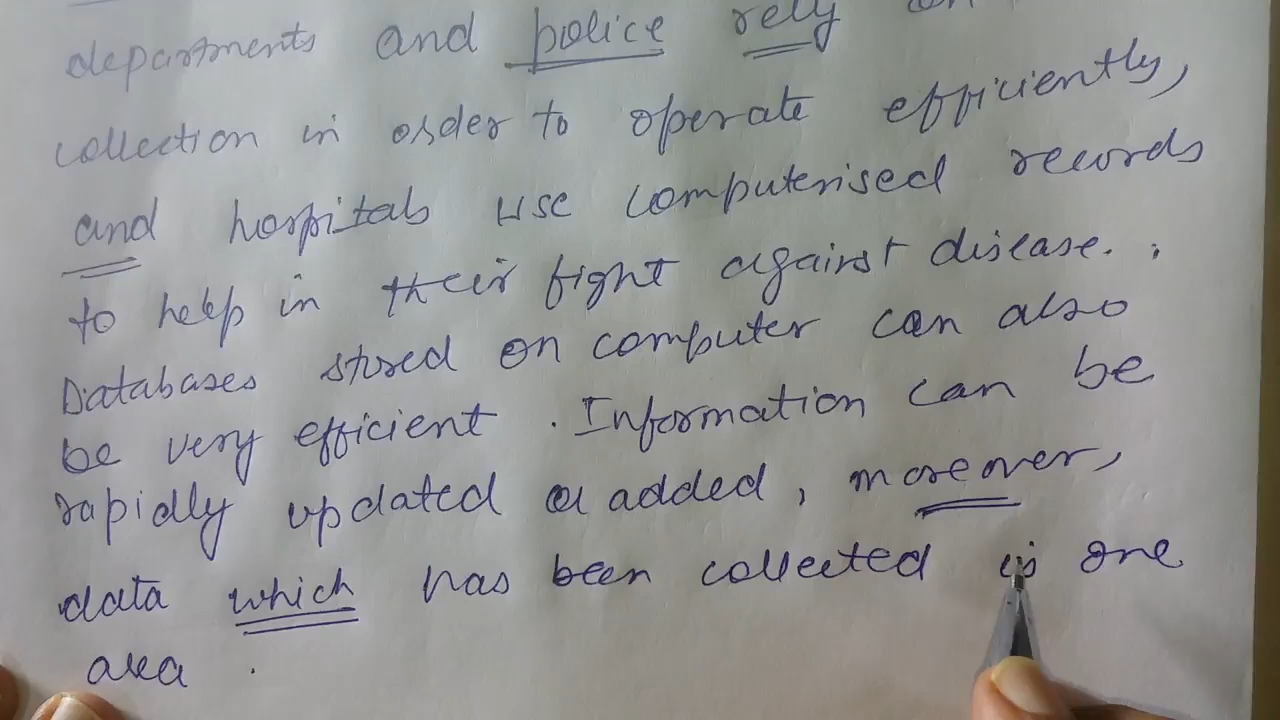 departments and police rely on
collection in order to operate efficiently,
and hospitals use computerised records
to help in their fight against disease.
Databases stored on computer can also
be very efficient. Information can be
rapidly updated or added, moreover,
data which has been collected is one
area.